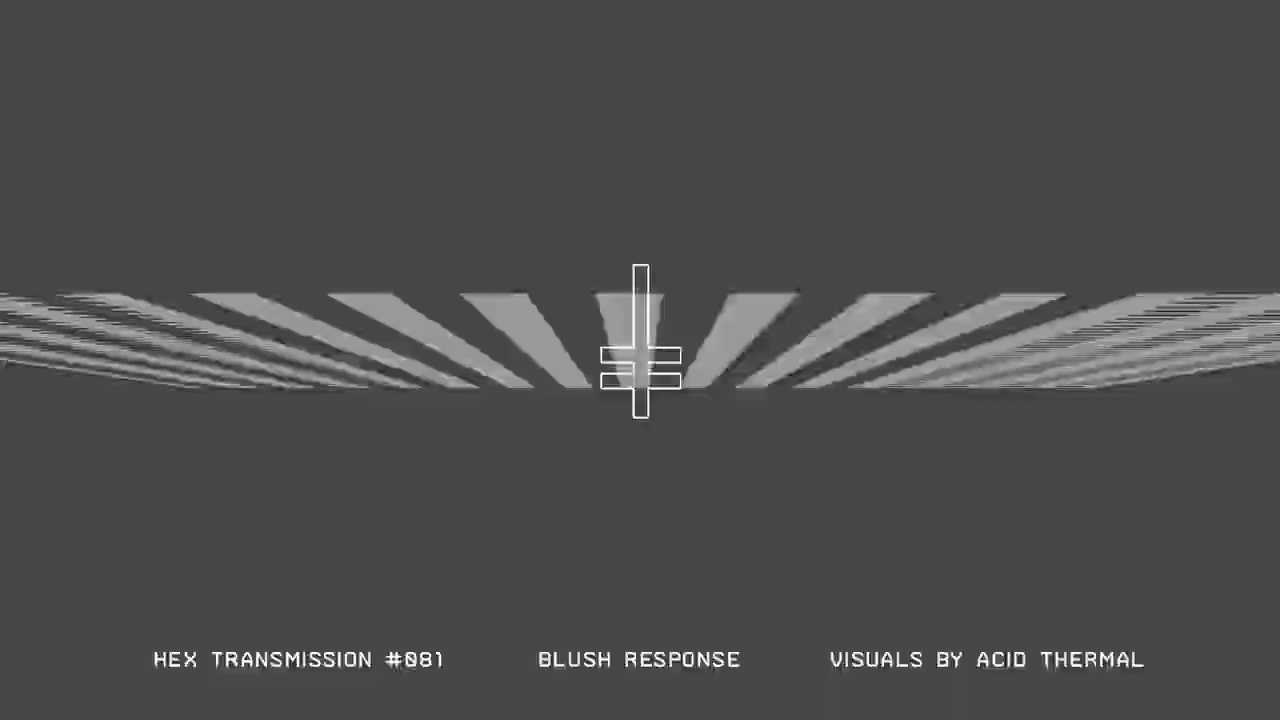 HEX TRANSMISSION #081
BLUSH RESPONSE
VISUALS BY ACID THERMAL